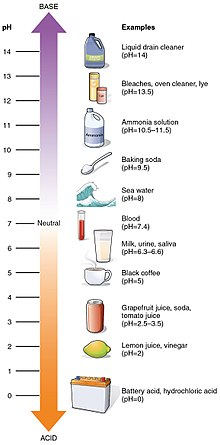 BASE
pH
Examples
14
Liquid drain cleaner
(pH=14)
13
Bleaches, oven cleaner, lye
(pH=13.5)
12
11
Ammonia
Ammonia solution
(pH=10.5–11.5)
10
Baking soda
(pH=9.5)
9
8
Sea water
(pH=8)
7
Neutral
Blood
(pH=7.4)
6
Milk, urine, saliva
(pH=6.3–6.6)
5
Black coffee
(pH=5)
4
3
Grapefruit juice, soda,
tomato juice
(pH=2.5–3.5)
2
Lemon juice, vinegar
(pH=2)
1
0
Battery acid, hydrochloric acid
(pH=0)
ACID